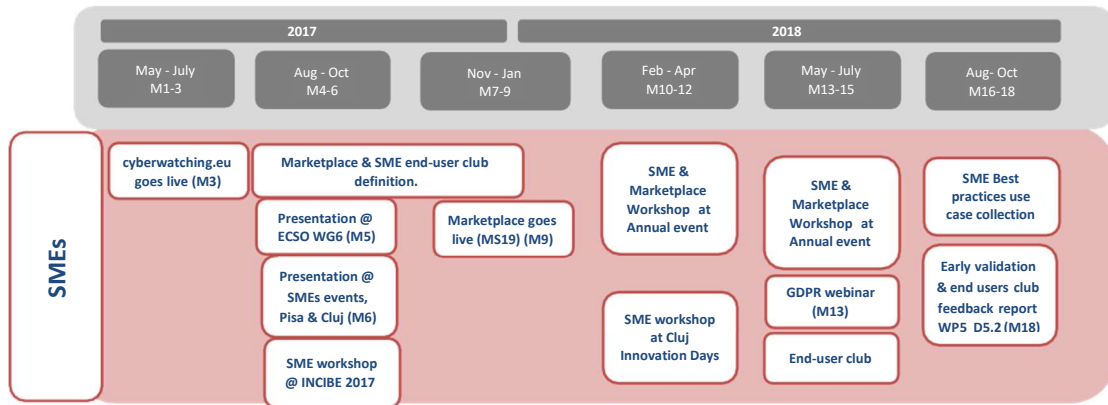 2017
2018
May - July
M1-3
Aug - Oct
M4-6
Nov - Jan
M7-9
Feb - Apr
M10-12
May - July
M13-15
Aug- Oct
M16-18
SMEs
cyberwatching.eu
goes live (M3)
Marketplace & SME end-user club
definition.
Presentation @
ECSO WG6 (M5)
Presentation @
SMEs events,
Pisa & Cluj (M6)
SME workshop
@ INCIBE 2017
Marketplace goes
live (MS19) (M9)
SME &
Marketplace
Workshop at
Annual event
SME workshop
at Cluj
Innovation Days
SME &
Marketplace
Workshop at
Annual event
GDPR webinar
(M13)
End-user club
SME Best
practices use
case collection
Early validation
& end users club
feedback report
WP5 D5.2 (M18)